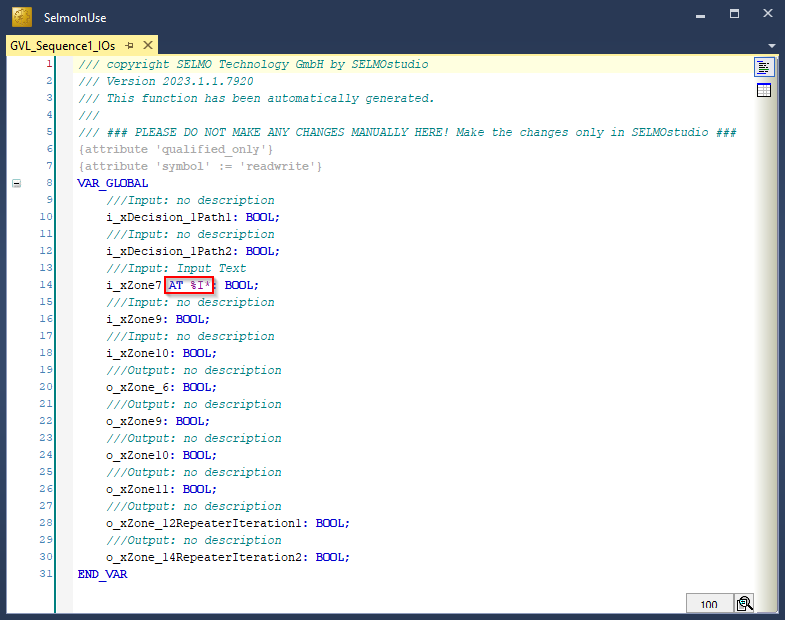 SelmoInUse
GVL_Sequence1_IOs
1 /// copyright SELMO Technology GmbH by SELMOstudio
2 /// Version 2023.1.1.7920
3 /// This function has been automatically generated.
4 ///
5 /// ### PLEASE DO NOT MAKE ANY CHANGES MANUALLY HERE! Make the changes only in SELMOstudio ###
6 {attribute 'qualified_only'}
7 {attribute 'symbol' := 'readwrite'}
8 VAR_GLOBAL
9 ///Input: no description
10 i_xDecision_1Path1: BOOL;
11 ///Input: no description
12 i_xDecision_1Path2: BOOL;
13 ///Input: Input Text
14 i_xZone7 AT %I*: BOOL;
15 ///Input: no description
16 i_xZone9: BOOL;
17 ///Input: no description
18 i_xZone10: BOOL;
19 ///Output: no description
20 o_xZone_6: BOOL;
21 ///Output: no description
22 o_xZone9: BOOL;
23 ///Output: no description
24 o_xZone10: BOOL;
25 ///Output: no description
26 o_xZone11: BOOL;
27 ///Output: no description
28 o_xZone_12RepeaterIteration1: BOOL;
29 ///Output: no description
30 o_xZone_14RepeaterIteration2: BOOL;
31 END_VAR
100